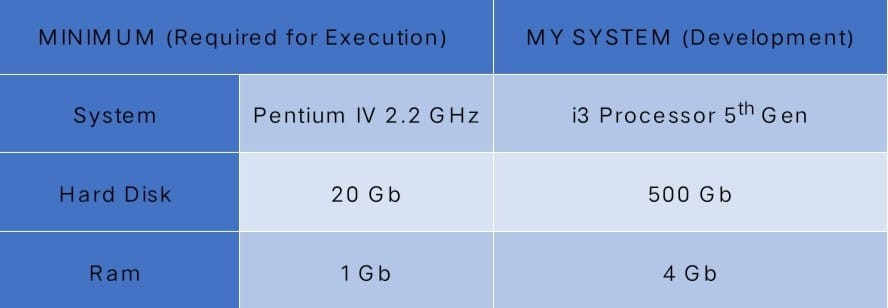 MINIMUM (Required for Execution) MY SYSTEM (Development)
System Pentium IV 2.2 GHz i3 Processor 5th Gen
Hard Disk 20 Gb 500 Gb
Ram 1 Gb 4 Gb